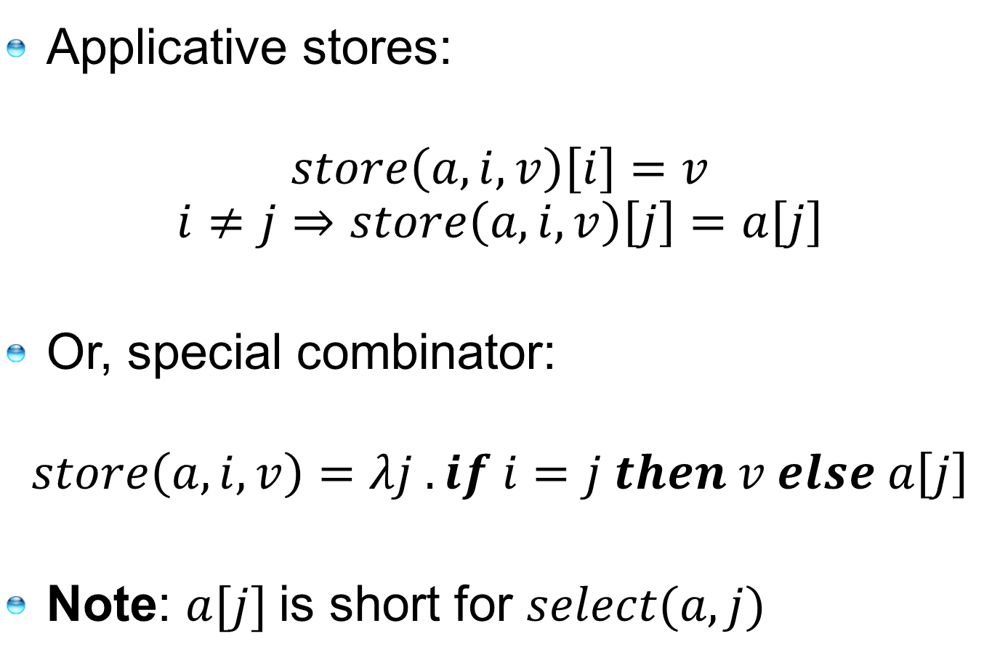 Applicative stores:
store(a, i, v)[i] = v
i ≠ j ⇒ store(a, i, v)[j] = a[j]
Or, special combinator:
store(a, i, v) = λj . if i = j then v else a[j]
Note: a[j] is short for select(a, j)